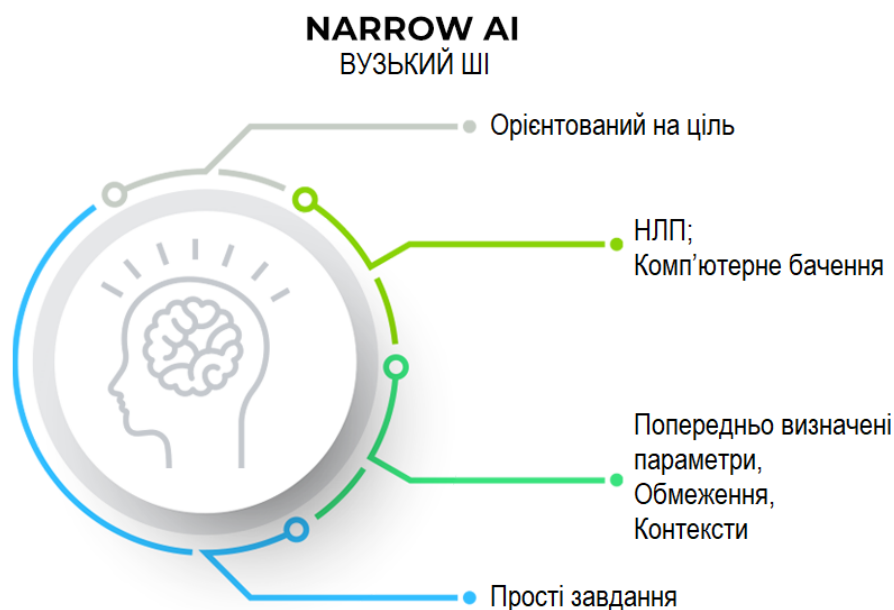 NARROW AI
ВУЗЬКИЙ ШІ
Орієнтований на ціль
НЛП;
Комп’ютерне бачення
Попередньо визначені
параметри,
Обмеження,
Контексти
Прості завдання